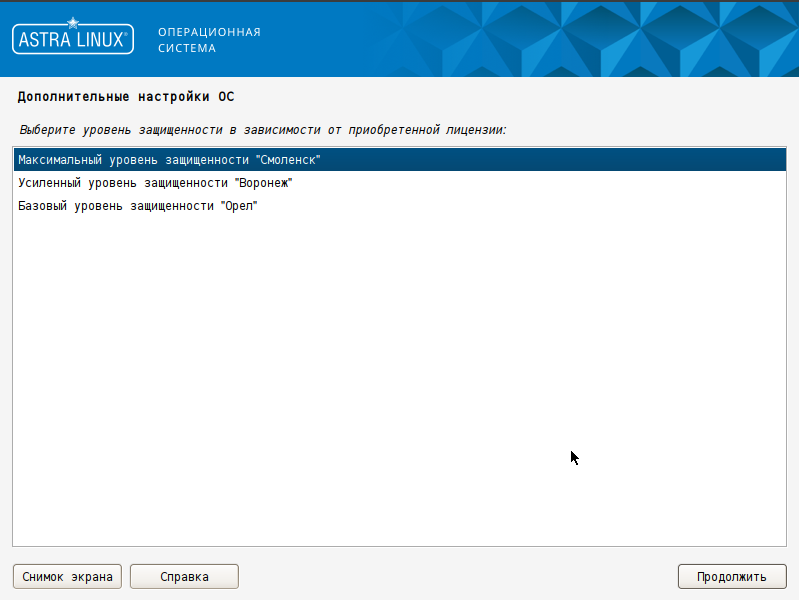 ASTRA LINUX®
ОПЕРАЦИОННАЯ
СИСТЕМА
Дополнительные настройки ОС
Выберите уровень защищенности в зависимости от приобретенной лицензии:
Максимальный уровень защищенности "Смоленск"
Усиленный уровень защищенности "Воронеж"
Базовый уровень защищенности "Орел"
Снимок экрана
Справка
Продолжить